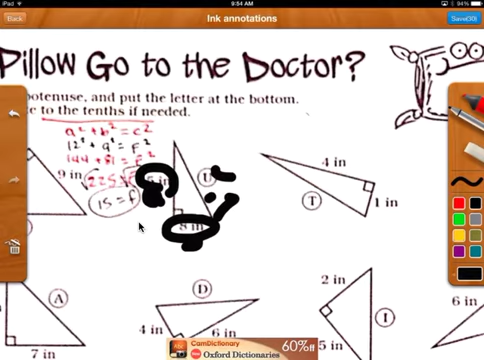 iPad
9:54 AM
94%
Back
Ink annotations
Save(30)
Pillow Go to the Doctor?
potenuse, and put the letter at the bottom.
e to the tenths if needed.
a² + b² = c²
12² + 9² = f²
144 + 81 = f²
9 in
225
15 = f
U
8 in
4 in
T
1 in
A
7 in
D
4 in
6 in
2 in
I
5 in
6 in
CamDictionary
New Oxford Dictionaries
60% off